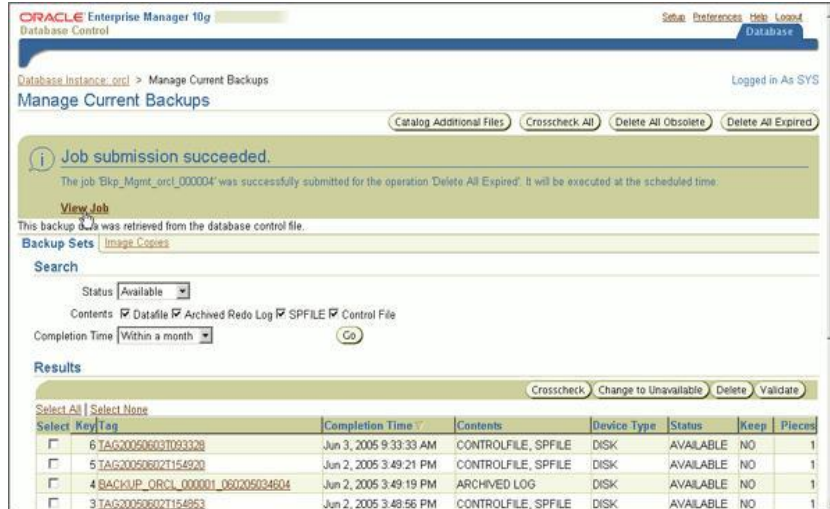 ORACLE Enterprise Manager 10g
Database Control
Setup Preferences Help Logout
Database
Database Instance: orcl > Manage Current Backups
Logged in As SYS
Manage Current Backups
Catalog Additional Files Crosscheck All Delete All Obsolete Delete All Expired
Job submission succeeded.
The job 'Bkp_Mgmt_orcl_000004' was successfully submitted for the operation 'Delete All Expired'. It will be executed at the scheduled time.
View Job
This backup data was retrieved from the database control file.
Backup Sets Image Copies
Search
Status Available
Contents Datafile Archived Redo Log SPFILE Control File
Completion Time Within a month Go
Results
Crosscheck Change to Unavailable Delete Validate
Select All | Select None
Select Key Tag Completion Time Contents Device Type Status Keep Pieces
6 TAG20050603T093328 Jun 3, 2005 9:33:33 AM CONTROLFILE, SPFILE DISK AVAILABLE NO 1
5 TAG20050602T154920 Jun 2, 2005 3:49:21 PM CONTROLFILE, SPFILE DISK AVAILABLE NO 1
4 BACKUP_ORCL_000001_060205034604 Jun 2, 2005 3:49:19 PM ARCHIVED LOG DISK AVAILABLE NO 1
3 TAG20050602T154853 Jun 2, 2005 3:48:56 PM CONTROLFILE, SPFILE DISK AVAILABLE NO 1